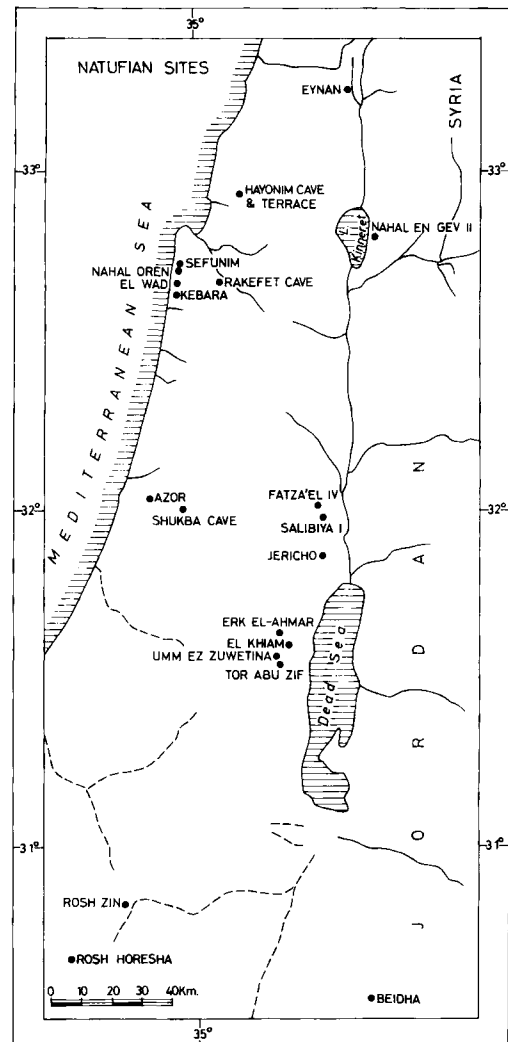 35°
NATUFIAN SITES
EYNAN
SYRIA
33°
33°
HAYONIM CAVE
& TERRACE
L. Kinneret
NAHAL EN GEV II
MEDITERRANEAN SEA
SEFUNIM
NAHAL OREN
EL WAD
RAKEFET CAVE
KEBARA
32°
32°
AZOR
SHUKBA CAVE
FATZA'EL IV
SALIBIYA I
JERICHO
JORDAN
ERK EL-AHMAR
EL KHIAM
UMM EZ ZUWETINA
TOR ABU ZIF
Dead Sea
31°
31°
ROSH ZIN
ROSH HORESHA
0 10 20 30 40Km.
BEIDHA
35°